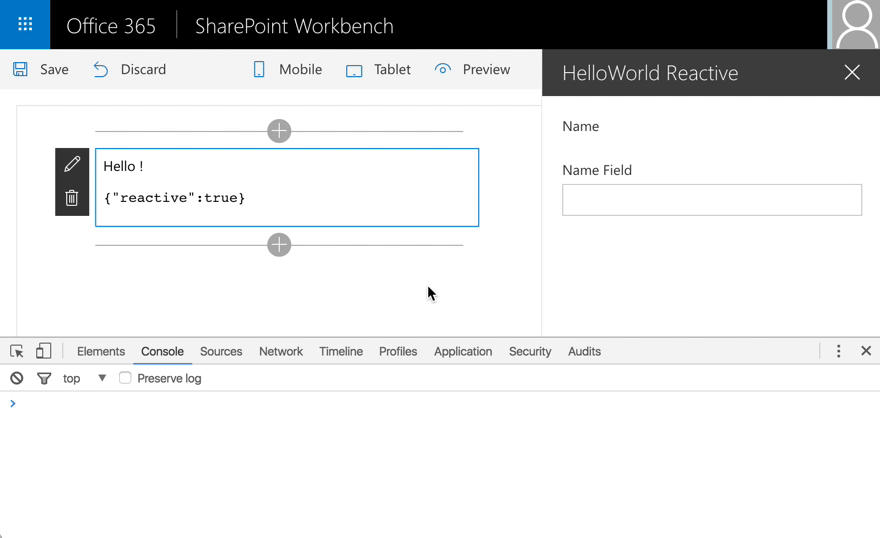 Office 365 SharePoint Workbench
Save Discard Mobile Tablet Preview
HelloWorld Reactive
Name
Name Field
Hello !
{"reactive":true}
Elements Console Sources Network Timeline Profiles Application Security Audits
top Preserve log